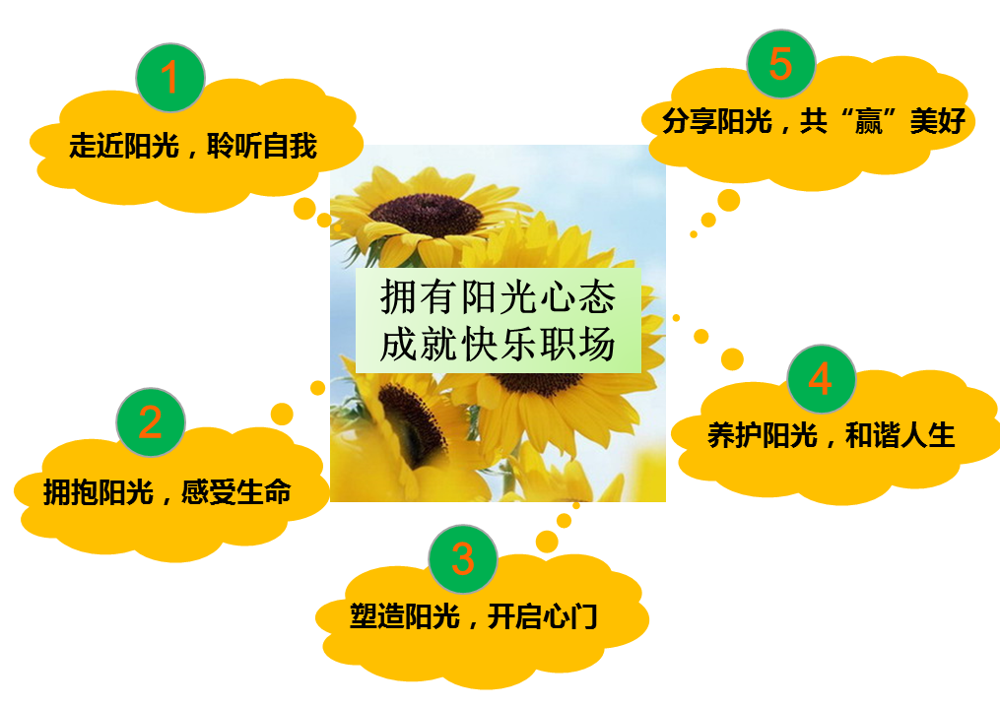 1
走近阳光，聆听自我
5
分享阳光，共“赢”美好
拥有阳光心态
成就快乐职场
2
拥抱阳光，感受生命
4
养护阳光，和谐人生
3
塑造阳光，开启心门